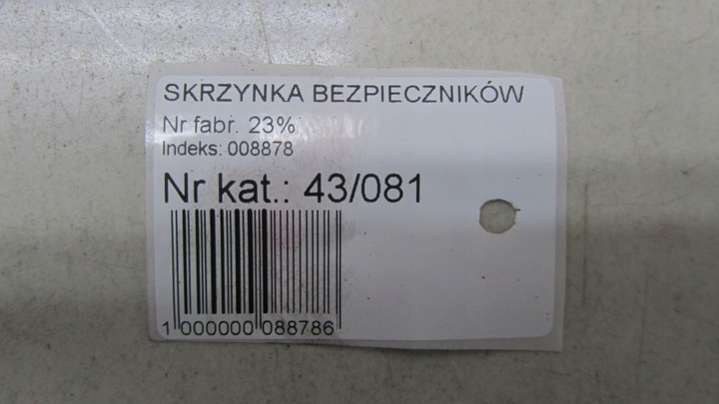 SKRZYNKA BEZPIECZNIKÓW
Nr fabr. 23%
Indeks: 008878
Nr kat.: 43/081
1 000000 088786